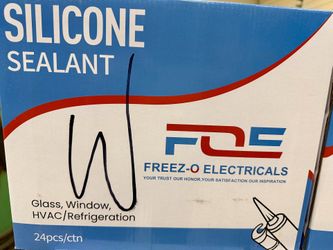 SILICONE
SEALANT
W
FOE
FREEZ-O ELECTRICALS
YOUR TRUST OUR HONOR,YOUR SATISFACTION OUR INSPIRATION
Glass, Window,
HVAC/Refrigeration
24pcs/ctn